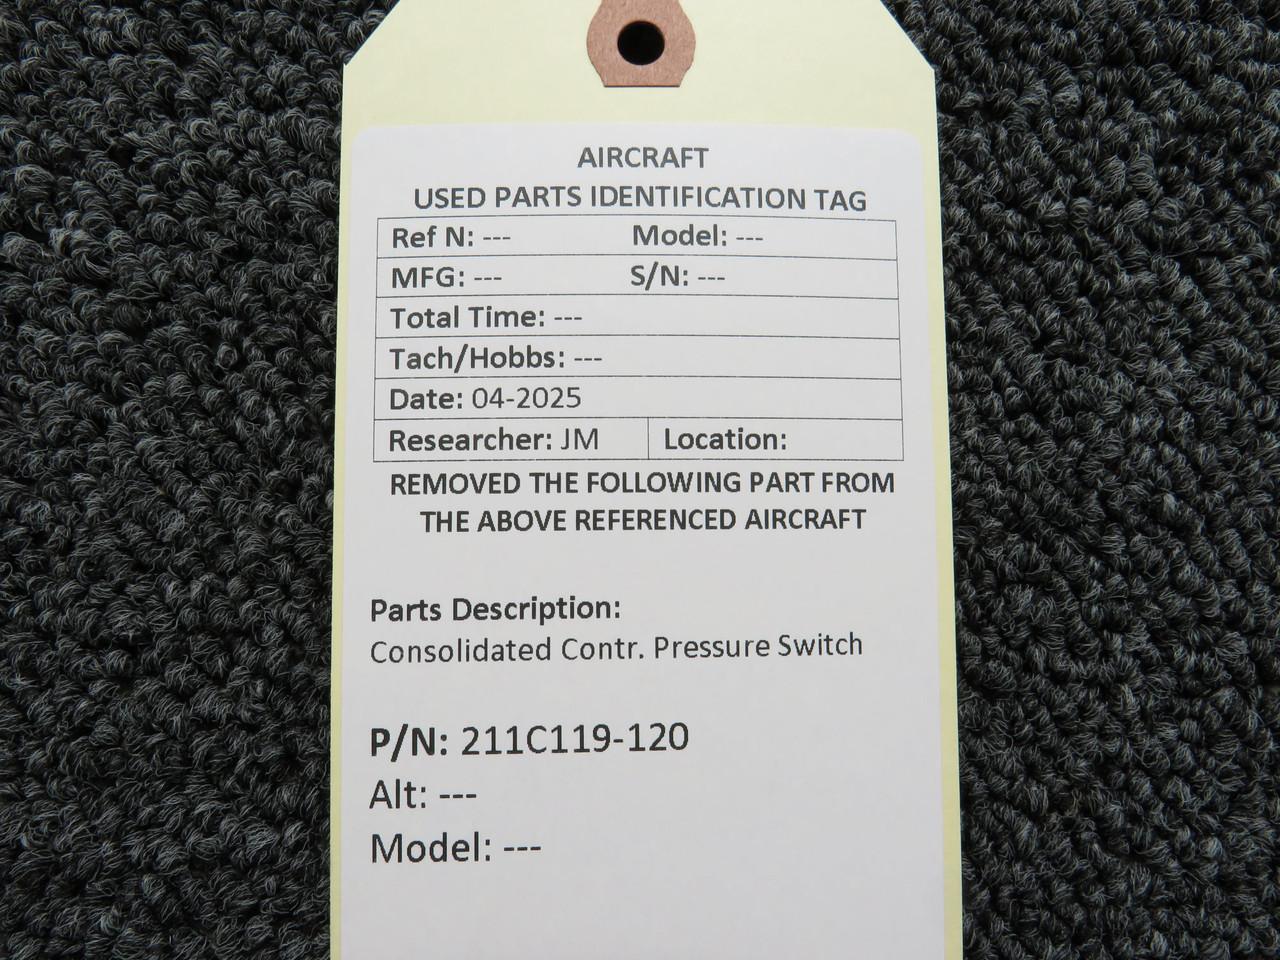 AIRCRAFT
USED PARTS IDENTIFICATION TAG
Ref N: --- Model: ---
MFG: --- S/N: ---
Total Time: ---
Tach/Hobbs: ---
Date: 04-2025
Researcher: JM Location:
REMOVED THE FOLLOWING PART FROM
THE ABOVE REFERENCED AIRCRAFT
Parts Description:
Consolidated Contr. Pressure Switch
P/N: 211C119-120
Alt: ---
Model: ---